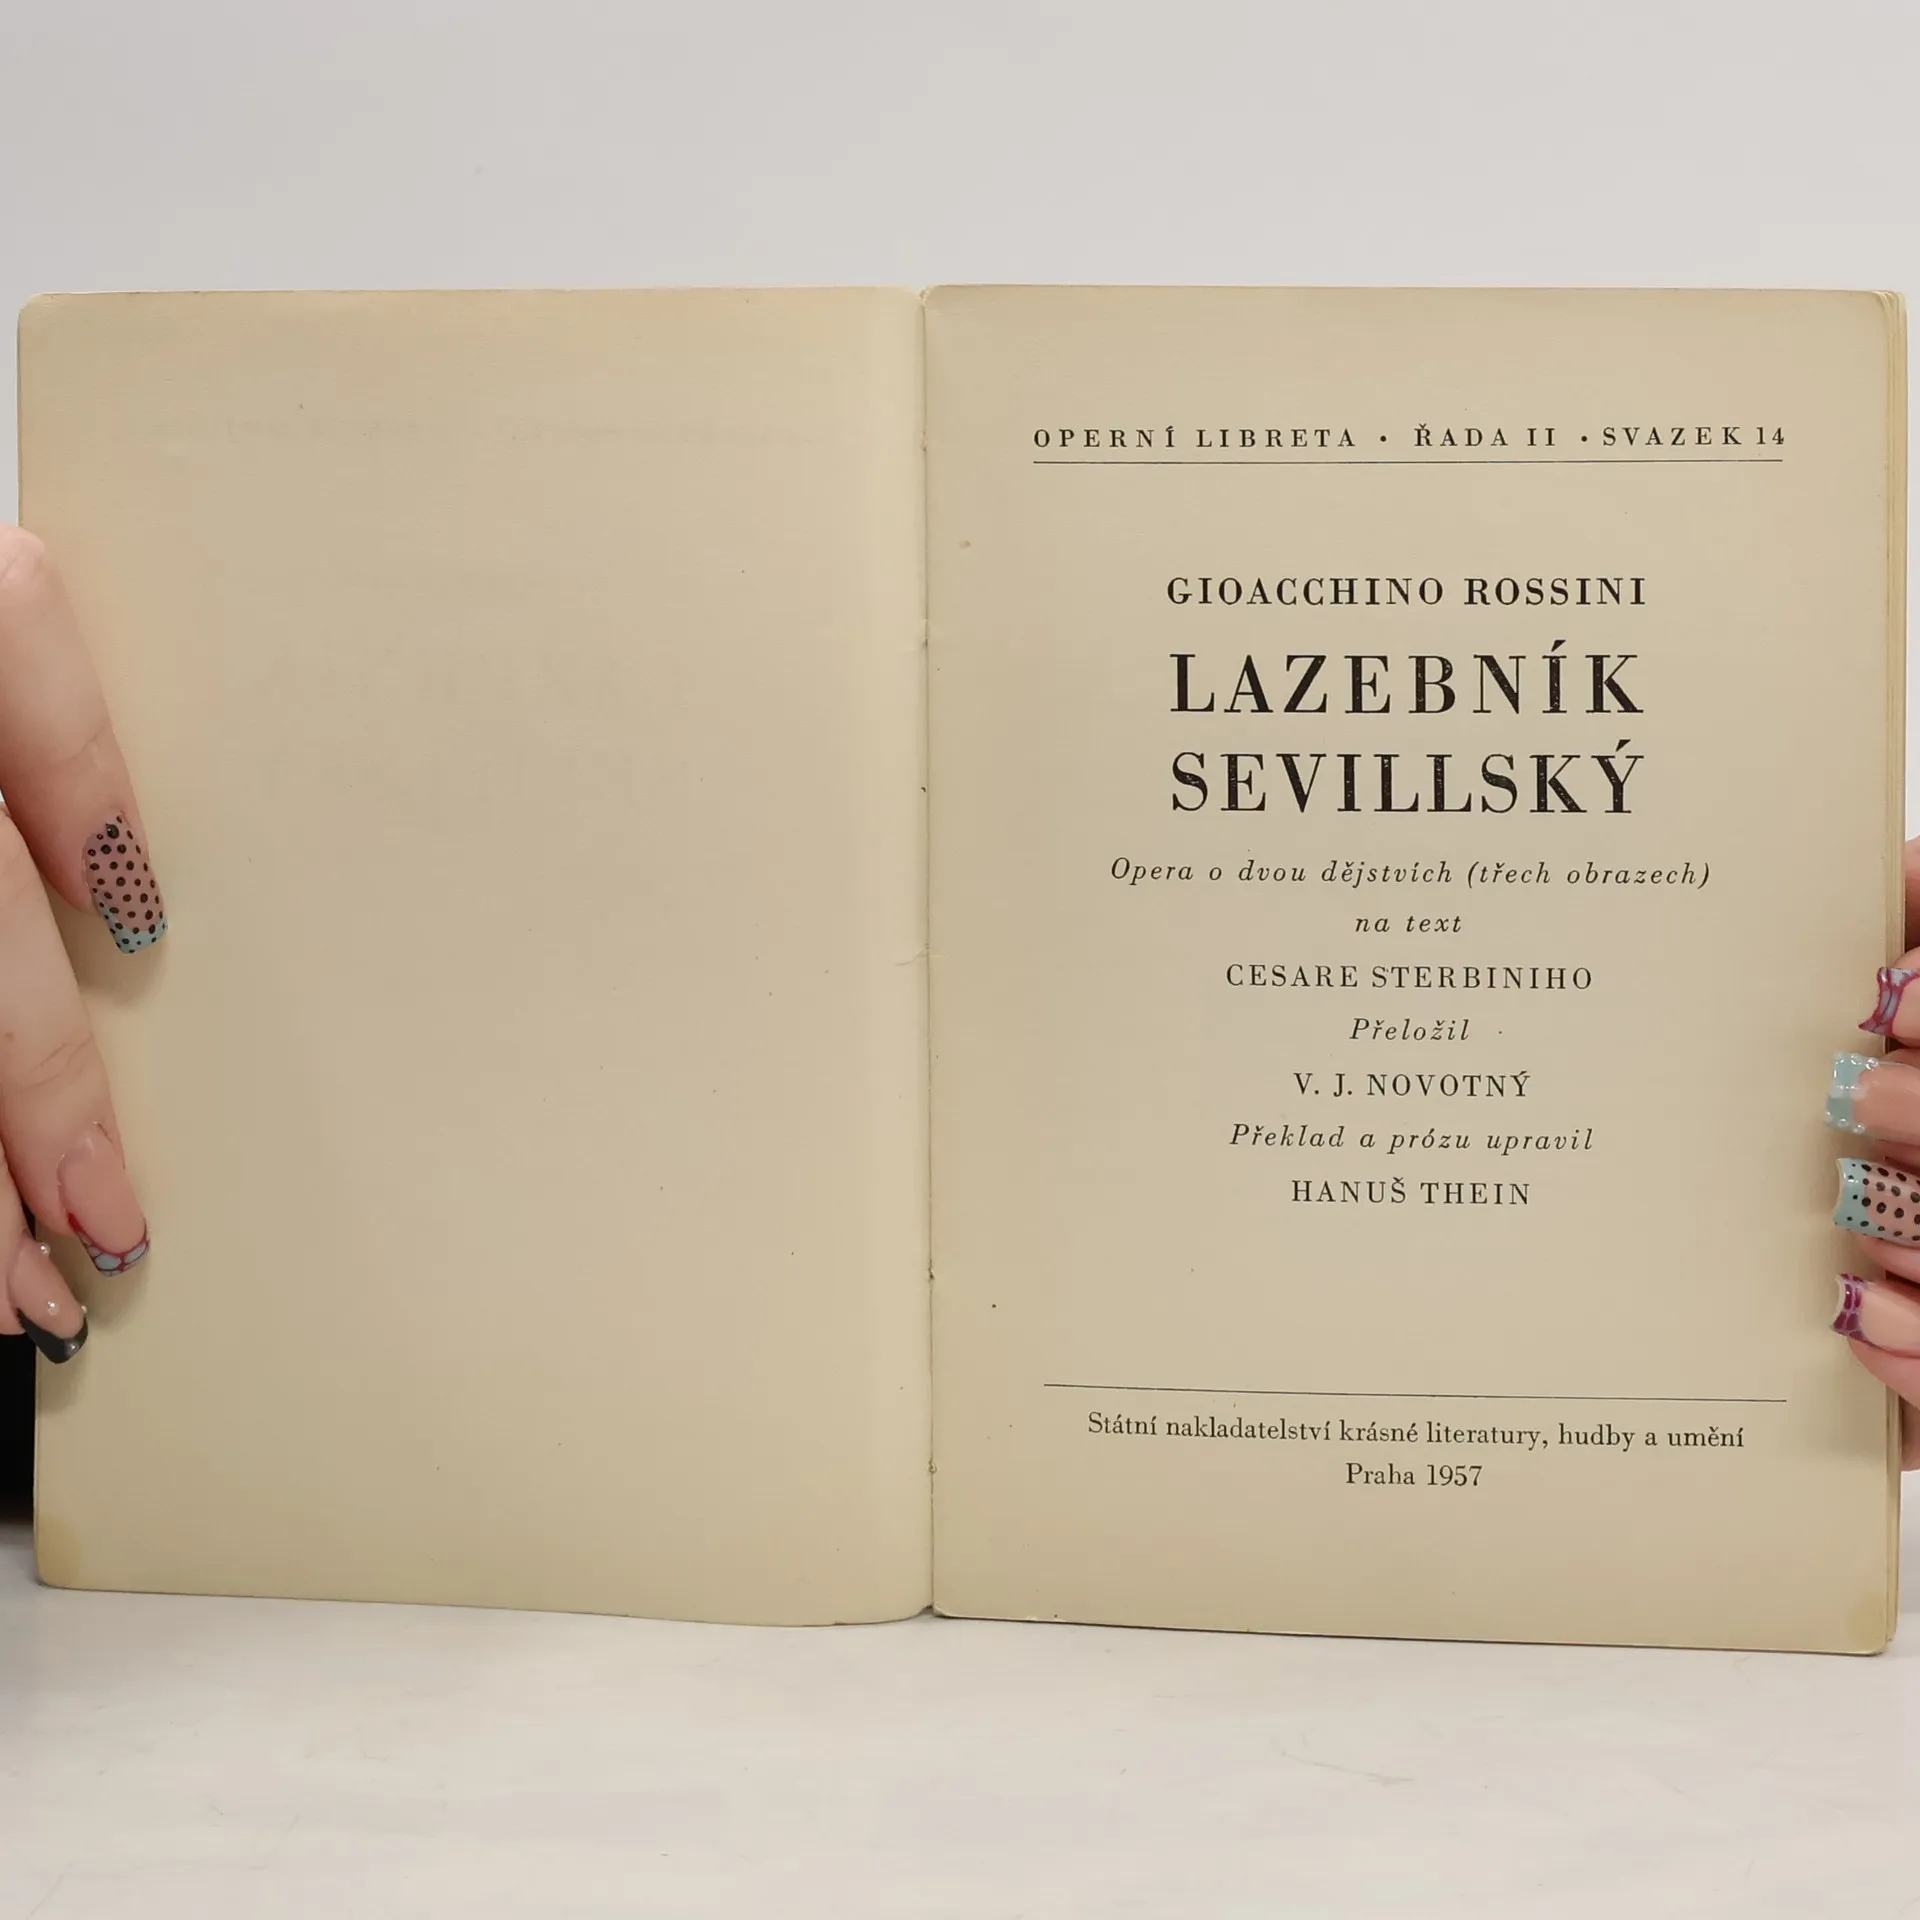 OPERNÍ LIBRETA • ŘADA II • SVAZEK 14
GIOACCHINO ROSSINI
LAZEBNÍK
SEVILLSKÝ
Opera o dvou dějstvích (třech obrazech)
na text
CESARE STERBINIHO
Přeložil
V. J. NOVOTNÝ
Překlad a prózu upravil
HANUŠ THEIN
Státní nakladatelství krásné literatury, hudby a umění
Praha 1957